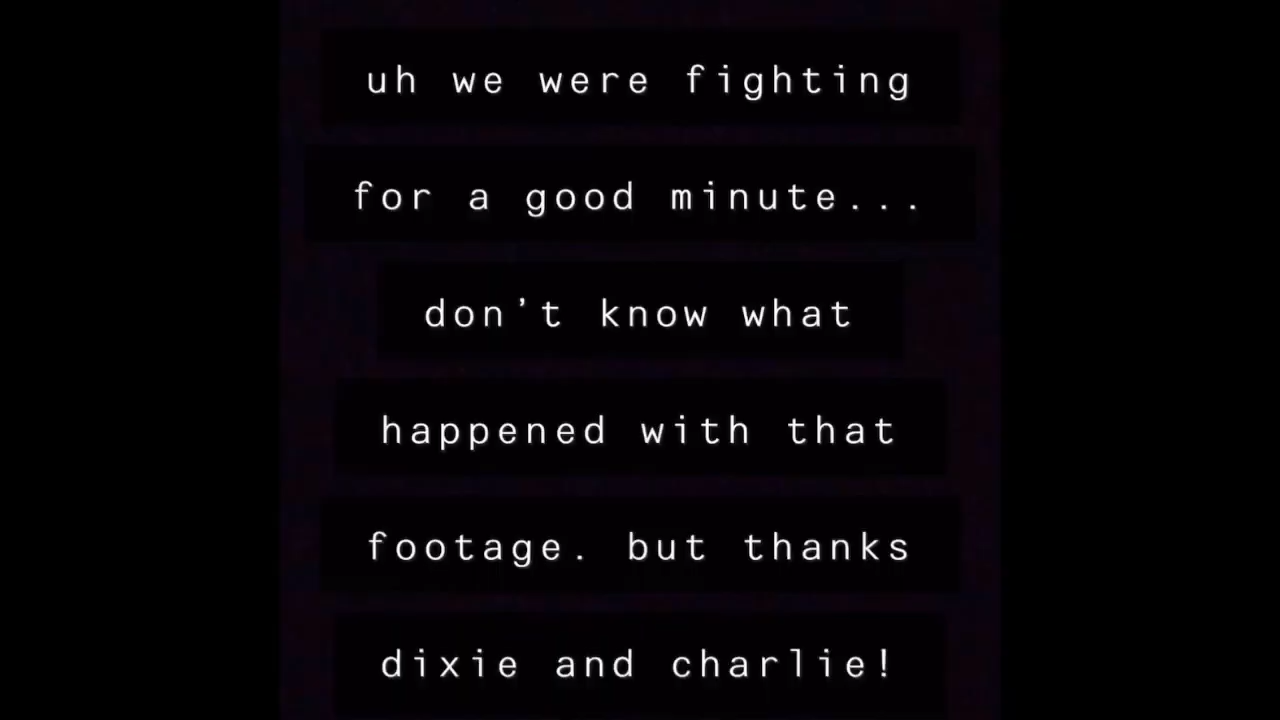 uh we were fighting
for a good minute...
don't know what
happened with that
footage. but thanks
dixie and charlie!